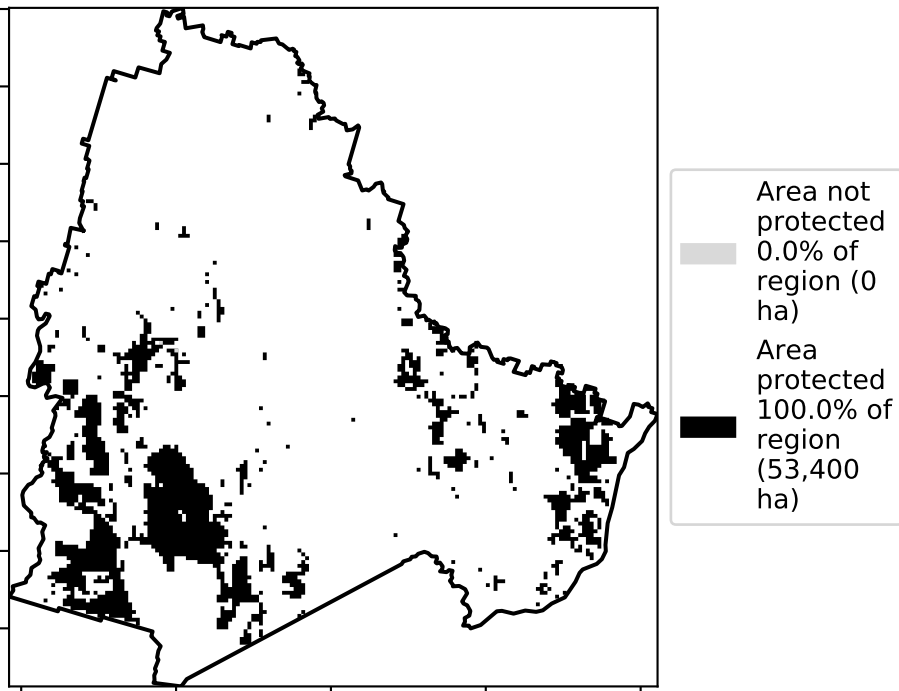 Area not
protected
0.0% of
region (0
ha)
Area
protected
100.0% of
region
(53,400
ha)